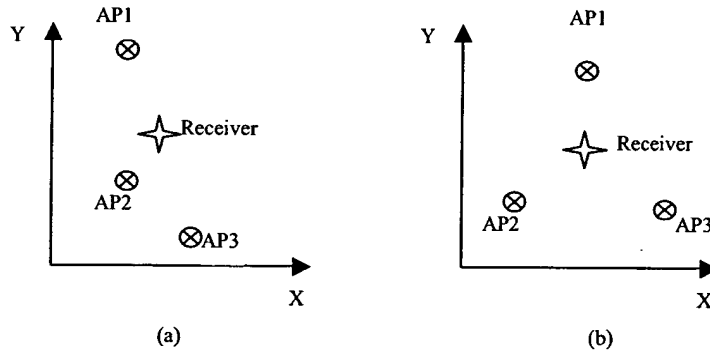 AP1
Y
Receiver
AP2
AP3
X
(a)
AP1
Y
Receiver
AP2
AP3
X
(b)